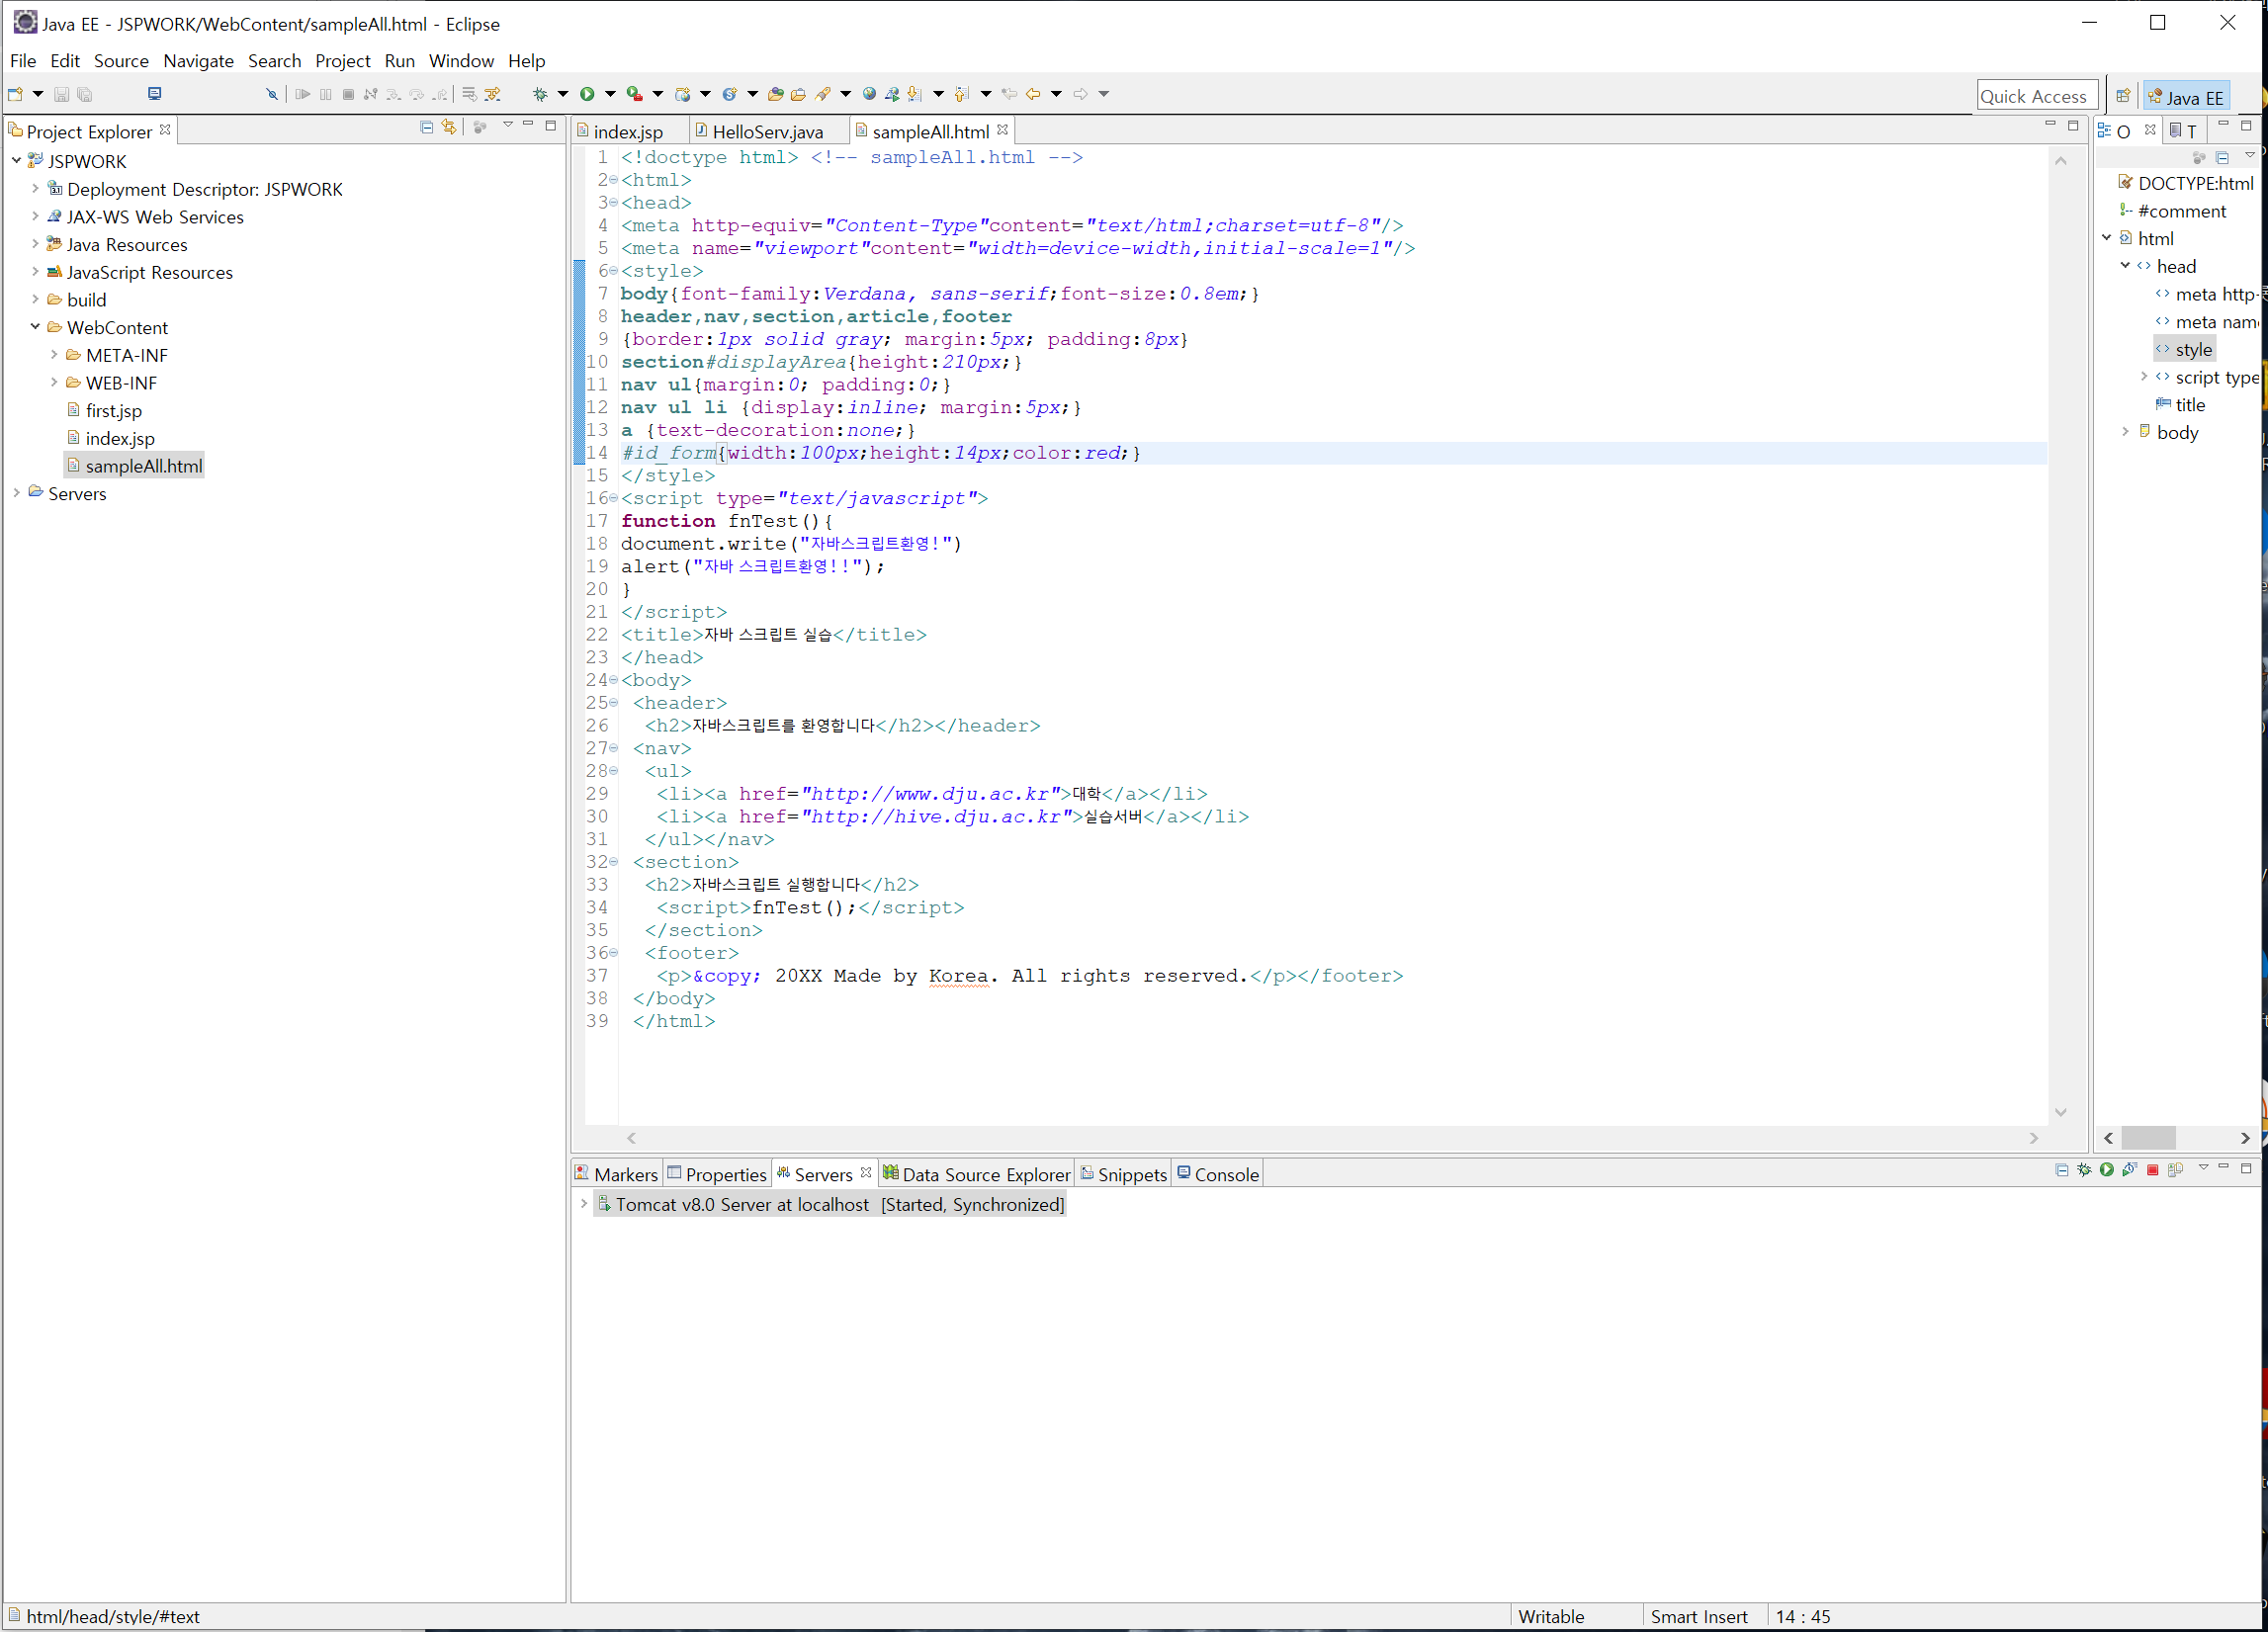 Java EE - JSPWORK/WebContent/sampleAll.html - Eclipse
File Edit Source Navigate Search Project Run Window Help
Quick Access
Java EE
Project Explorer
JSPWORK
Deployment Descriptor: JSPWORK
JAX-WS Web Services
Java Resources
JavaScript Resources
build
WebContent
META-INF
WEB-INF
first.jsp
index.jsp
sampleAll.html
Servers
index.jsp HelloServ.java sampleAll.html
1 <!doctype html> <!-- sampleAll.html -->
2 <html>
3 <head>
4 <meta http-equiv="Content-Type"content="text/html;charset=utf-8"/>
5 <meta name="viewport"content="width=device-width,initial-scale=1"/>
6 <style>
7 body{font-family:Verdana, sans-serif;font-size:0.8em;}
8 header,nav,section,article,footer
9 {border:1px solid gray; margin:5px; padding:8px}
10 section#displayArea{height:210px;}
11 nav ul{margin:0; padding:0;}
12 nav ul li {display:inline; margin:5px;}
13 a {text-decoration:none;}
14 #id_form{width:100px;height:14px;color:red;}
15 </style>
16 <script type="text/javascript">
17 function fnTest(){
18 document.write("자바스크립트환영!")
19 alert("자바 스크립트환영!!");
20 }
21 </script>
22 <title>자바 스크립트 실습</title>
23 </head>
24 <body>
25 <header>
26 <h2>자바스크립트를 환영합니다</h2></header>
27 <nav>
28 <ul>
29 <li><a href="http://www.dju.ac.kr">대학</a></li>
30 <li><a href="http://hive.dju.ac.kr">실습서버</a></li>
31 </ul></nav>
32 <section>
33 <h2>자바스크립트 실행합니다</h2>
34 <script>fnTest();</script>
35 </section>
36 <footer>
37 <p>&copy; 20XX Made by Korea. All rights reserved.</p></footer>
38 </body>
39 </html>
O T
DOCTYPE:html
#comment
html
head
meta http-
meta nam
style
script type
title
body
Markers Properties Servers Data Source Explorer Snippets Console
Tomcat v8.0 Server at localhost [Started, Synchronized]
html/head/style/#text
Writable Smart Insert 14 : 45